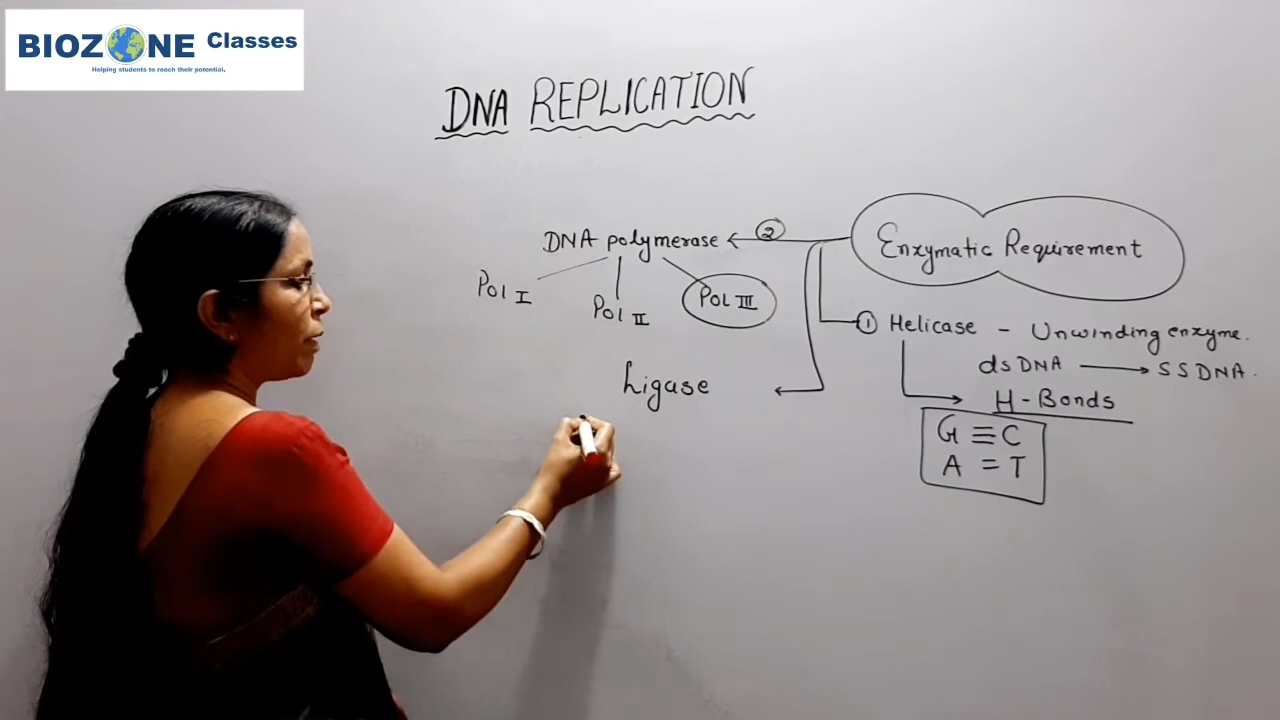 BIOZONE Classes
Helping students to reach their potential.
DNA REPLICATION
Enzymatic Requirement
① Helicase - Unwinding enzyme.
dsDNA → SSDNA.
H-Bonds
G ≡ C
A = T
②
DNA polymerase
Pol I
Pol II
Pol III
Ligase